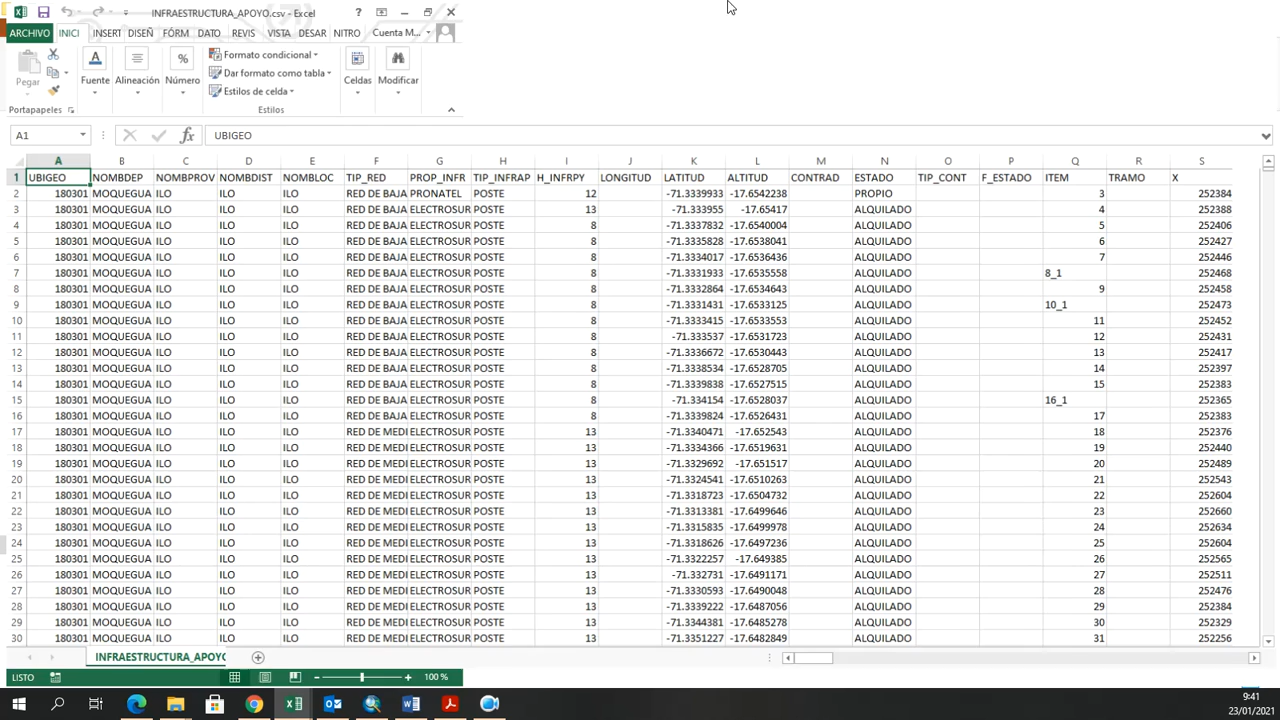 INFRAESTRUCTURA_APOYO.csv - Excel
ARCHIVO INICI INSERT DISEÑ FÓRM DATO REVIS VISTA DESAR NITRO Cuenta M...
Pegar Fuente Alineación Número Formato condicional Celdas Modificar
Dar formato como tabla
Estilos de celda
Portapapeles Estilos
A1 UBIGEO
A B C D E F G H I J K L M N O P Q R S
1 UBIGEO NOMBDEP NOMBPROV NOMBDIST NOMBLOC TIP_RED PROP_INFR TIP_INFRAP H_INFRPY LONGITUD LATITUD ALTITUD CONTRAD ESTADO TIP_CONT F_ESTADO ITEM TRAMO X
2 180301 MOQUEGUA ILO ILO ILO RED DE BAJA PRONATEL POSTE 12 -71.3339933 -17.6542238 PROPIO 3 252384
3 180301 MOQUEGUA ILO ILO ILO RED DE BAJA ELECTROSUR POSTE 13 -71.333955 -17.65417 ALQUILADO 4 252388
4 180301 MOQUEGUA ILO ILO ILO RED DE BAJA ELECTROSUR POSTE 8 -71.3337832 -17.6540004 ALQUILADO 5 252406
5 180301 MOQUEGUA ILO ILO ILO RED DE BAJA ELECTROSUR POSTE 8 -71.3335828 -17.6538041 ALQUILADO 6 252427
6 180301 MOQUEGUA ILO ILO ILO RED DE BAJA ELECTROSUR POSTE 8 -71.3334017 -17.6536436 ALQUILADO 7 252446
7 180301 MOQUEGUA ILO ILO ILO RED DE BAJA ELECTROSUR POSTE 8 -71.3331933 -17.6535558 ALQUILADO 8_1 252468
8 180301 MOQUEGUA ILO ILO ILO RED DE BAJA ELECTROSUR POSTE 8 -71.3332864 -17.6534643 ALQUILADO 9 252458
9 180301 MOQUEGUA ILO ILO ILO RED DE BAJA ELECTROSUR POSTE 8 -71.3331431 -17.6533125 ALQUILADO 10_1 252473
10 180301 MOQUEGUA ILO ILO ILO RED DE BAJA ELECTROSUR POSTE 8 -71.3333415 -17.6533553 ALQUILADO 11 252452
11 180301 MOQUEGUA ILO ILO ILO RED DE BAJA ELECTROSUR POSTE 8 -71.333537 -17.6531723 ALQUILADO 12 252431
12 180301 MOQUEGUA ILO ILO ILO RED DE BAJA ELECTROSUR POSTE 8 -71.3336672 -17.6530443 ALQUILADO 13 252417
13 180301 MOQUEGUA ILO ILO ILO RED DE BAJA ELECTROSUR POSTE 8 -71.3338534 -17.6528705 ALQUILADO 14 252397
14 180301 MOQUEGUA ILO ILO ILO RED DE BAJA ELECTROSUR POSTE 8 -71.3339838 -17.6527515 ALQUILADO 15 252383
15 180301 MOQUEGUA ILO ILO ILO RED DE BAJA ELECTROSUR POSTE 8 -71.334154 -17.6528037 ALQUILADO 16_1 252365
16 180301 MOQUEGUA ILO ILO ILO RED DE BAJA ELECTROSUR POSTE 8 -71.3339824 -17.6526431 ALQUILADO 17 252383
17 180301 MOQUEGUA ILO ILO ILO RED DE MEDI ELECTROSUR POSTE 13 -71.3340471 -17.652543 ALQUILADO 18 252376
18 180301 MOQUEGUA ILO ILO ILO RED DE MEDI ELECTROSUR POSTE 13 -71.3334366 -17.6519631 ALQUILADO 19 252440
19 180301 MOQUEGUA ILO ILO ILO RED DE MEDI ELECTROSUR POSTE 13 -71.3329692 -17.651517 ALQUILADO 20 252489
20 180301 MOQUEGUA ILO ILO ILO RED DE MEDI ELECTROSUR POSTE 13 -71.3324541 -17.6510263 ALQUILADO 21 252543
21 180301 MOQUEGUA ILO ILO ILO RED DE MEDI ELECTROSUR POSTE 13 -71.3318723 -17.6504732 ALQUILADO 22 252604
22 180301 MOQUEGUA ILO ILO ILO RED DE MEDI ELECTROSUR POSTE 13 -71.3313381 -17.6499646 ALQUILADO 23 252660
23 180301 MOQUEGUA ILO ILO ILO RED DE MEDI ELECTROSUR POSTE 13 -71.3315835 -17.6499978 ALQUILADO 24 252634
24 180301 MOQUEGUA ILO ILO ILO RED DE MEDI ELECTROSUR POSTE 13 -71.3318626 -17.6497236 ALQUILADO 25 252604
25 180301 MOQUEGUA ILO ILO ILO RED DE MEDI ELECTROSUR POSTE 13 -71.3322257 -17.649385 ALQUILADO 26 252565
26 180301 MOQUEGUA ILO ILO ILO RED DE MEDI ELECTROSUR POSTE 13 -71.332731 -17.6491171 ALQUILADO 27 252511
27 180301 MOQUEGUA ILO ILO ILO RED DE MEDI ELECTROSUR POSTE 13 -71.3330593 -17.6490048 ALQUILADO 28 252476
28 180301 MOQUEGUA ILO ILO ILO RED DE MEDI ELECTROSUR POSTE 13 -71.3339222 -17.6487056 ALQUILADO 29 252384
29 180301 MOQUEGUA ILO ILO ILO RED DE MEDI ELECTROSUR POSTE 13 -71.3344381 -17.6485278 ALQUILADO 30 252329
30 180301 MOQUEGUA ILO ILO ILO RED DE MEDI ELECTROSUR POSTE 13 -71.3351227 -17.6482849 ALQUILADO 31 252256
INFRAESTRUCTURA_APOYO
LISTO 100 %
9:41
23/01/2021